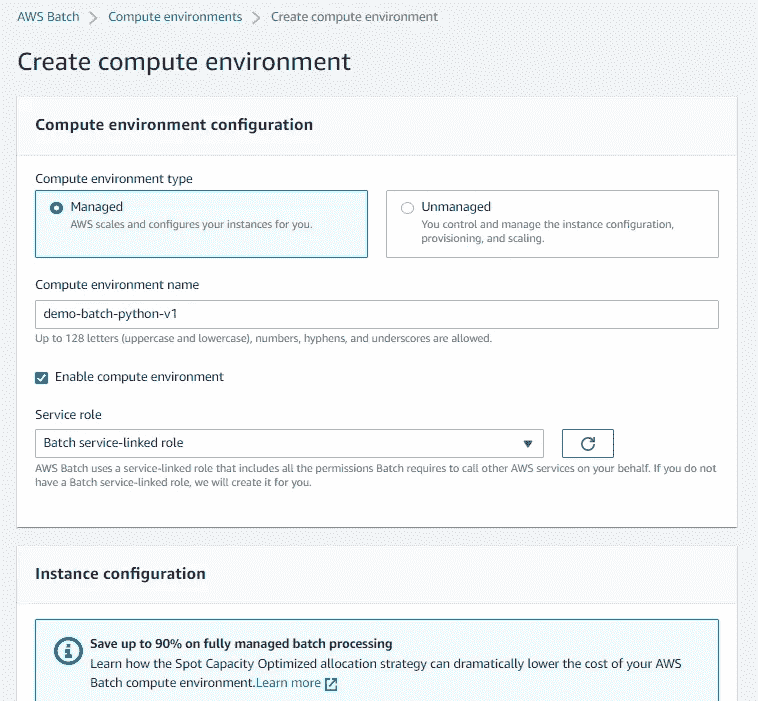 AWS Batch > Compute environments > Create compute environment
Create compute environment
Compute environment configuration
Compute environment type
Managed
AWS scales and configures your instances for you.
Unmanaged
You control and manage the instance configuration,
provisioning, and scaling.
Compute environment name
demo-batch-python-v1
Up to 128 letters (uppercase and lowercase), numbers, hyphens, and underscores are allowed.
Enable compute environment
Service role
Batch service-linked role
AWS Batch uses a service-linked role that includes all the permissions Batch requires to call other AWS services on your behalf. If you do not
have a Batch service-linked role, we will create it for you.
Instance configuration
Save up to 90% on fully managed batch processing
Learn how the Spot Capacity Optimized allocation strategy can dramatically lower the cost of your AWS
Batch compute environment.Learn more